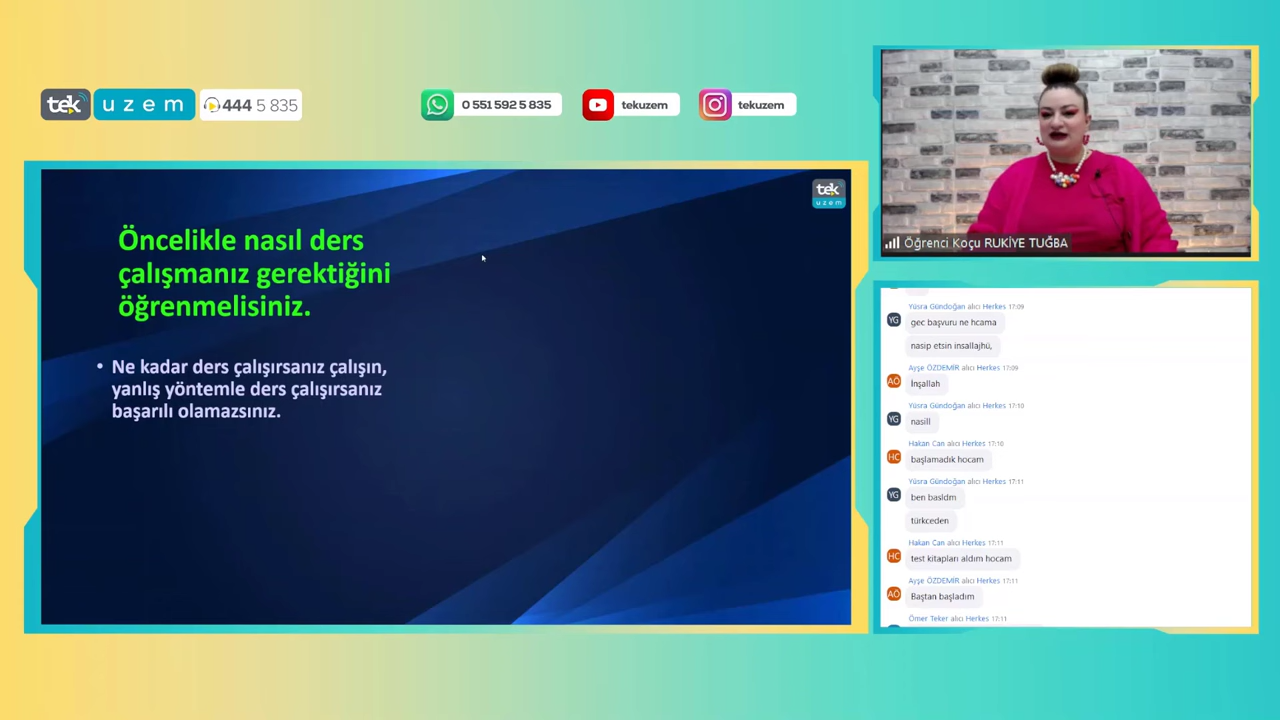 tek
uzem
444 5 835
0 551 592 5 835
tekuzem
tekuzem
tek
uzem
Öncelikle nasıl ders
çalışmanız gerektiğini
öğrenmelisiniz.
• Ne kadar ders çalışırsanız çalışın,
yanlış yöntemle ders çalışırsanız
başarılı olamazsınız.
Öğrenci Koçu RUKİYE TUĞBA
Yüsra Gündoğan alıcı Herkes 17:09
YG
gec başvuru ne hcama
nasip etsin insallajhü,
Ayşe ÖZDEMİR alıcı Herkes 17:09
AÖ
İnşallah
Yüsra Gündoğan alıcı Herkes 17:10
YG
nasill
Hakan Can alıcı Herkes 17:10
HC
başlamadık hocam
Yüsra Gündoğan alıcı Herkes 17:11
YG
ben basldm
türkceden
Hakan Can alıcı Herkes 17:11
HC
test kitapları aldım hocam
Ayşe ÖZDEMİR alıcı Herkes 17:11
AÖ
Baştan başladım
Ömer Teker alıcı Herkes 17:11